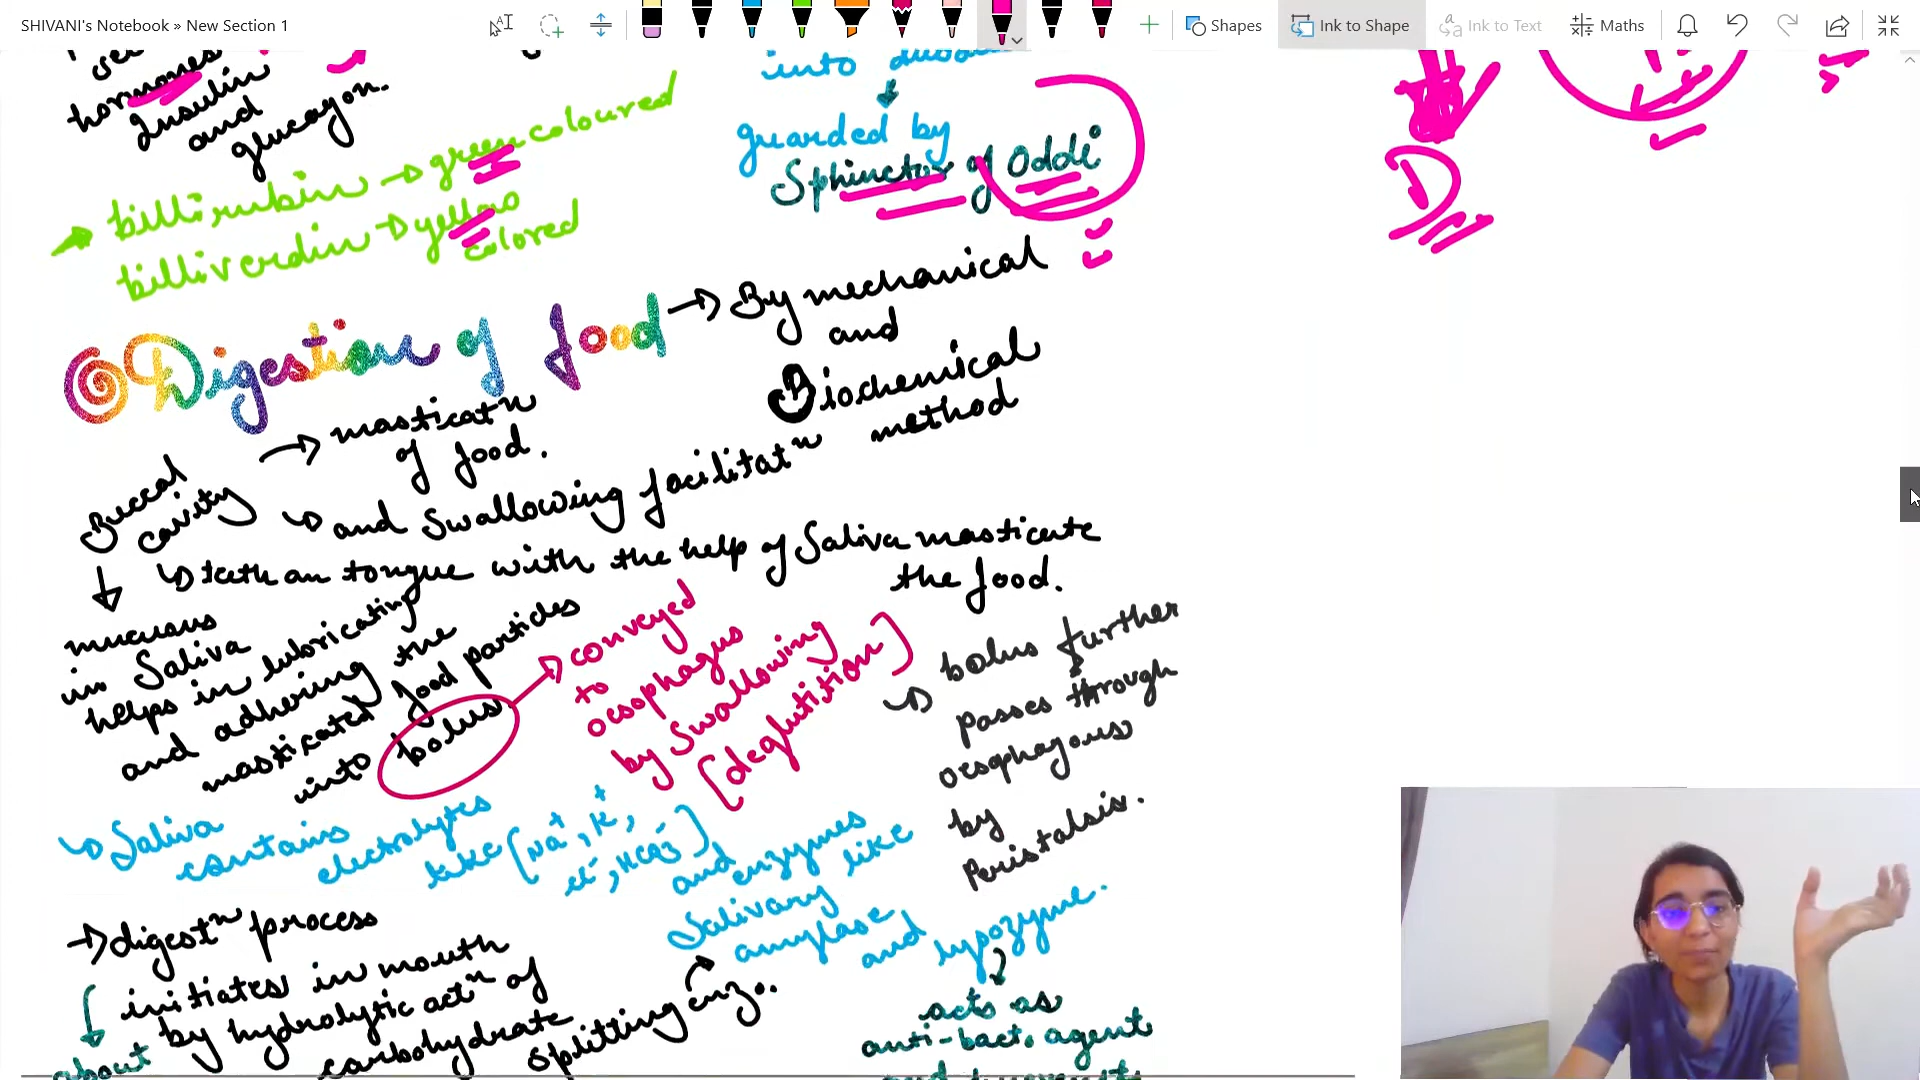 SHIVANI's Notebook » New Section 1
Shapes
Ink to Shape
Ink to Text
Maths
hormones
Insulin
and
glucagon.
into
guarded by
Sphincter of Oddi
D
billirubin → green coloured
billiverdin → yellow
colored
Digestion of food → By mechanical
and
Biochemical
method
Buccal
cavity
→ masticatn
of food.
↳ and swallowing facilitatn
↳ teeth an tongue with the help of Saliva masticate
the food.
↓
mucuous
in Saliva
helps in lubricating
and adhering the
masticated food particles
into bolus
→ conveyed
to
oesophagus
by swallowing
[deglutition]
↳ bolus further
passes through
oesophagous
by
Peristalsis.
↳ Saliva
contains
electrolytes
like [Na+, K+,
cl-, HCO3-]
and enzymes
like
Salivary
amylase
and lypozyme.
acts as
anti-bact. agent
→ digestn process
initiates in mouth
by hydrolytic actn of
carbohydrate
splitting enz.
about